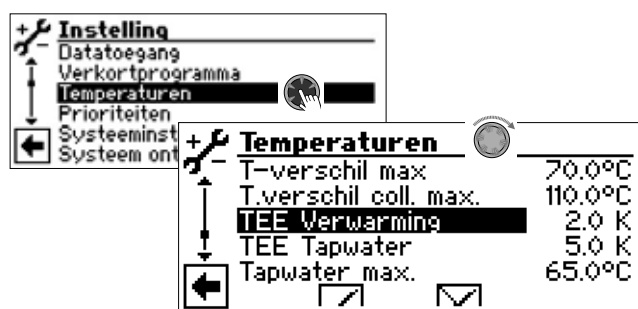 Instelling
Datatoegang
Verkortprogramma
Temperaturen
Prioriteiten
Systeeminst
Systeem ont
Temperaturen
T-verschil max 70.0°C
T.verschil coll. max. 110.0°C
TEE Verwarming 2.0 K
TEE Tapwater 5.0 K
Tapwater max. 65.0°C